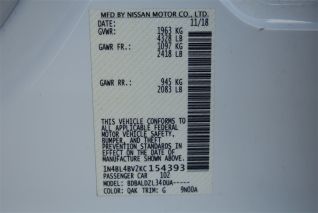 MFD BY NISSAN MOTOR CO., LTD.
DATE: 11/18
GVWR: 1963 KG
4328 LB
GAWR FR: 1097 KG
2418 LB
GAWR RR: 945 KG
2083 LB
THIS VEHICLE CONFORMS TO
ALL APPLICABLE FEDERAL
MOTOR VEHICLE SAFETY,
BUMPER, AND THEFT
PREVENTION STANDARDS IN
EFFECT ON THE DATE OF
MANUFACTURE SHOWN ABOVE.
1N4BL4BV2KC154393
PASSENGER CAR 102
MODEL: BDBALDZL34DUA-----
COLOR: QAK TRIM: G 9N00A